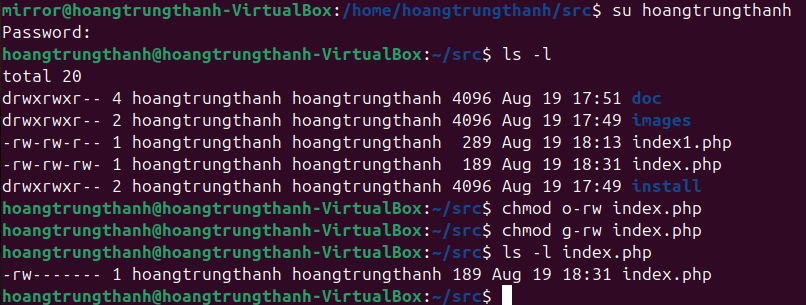 mirror@hoangtrungthanh-VirtualBox:/home/hoangtrungthanh/src$ su hoangtrungthanh
Password:
hoangtrungthanh@hoangtrungthanh-VirtualBox:~/src$ ls -l
total 20
drwxrwxr-- 4 hoangtrungthanh hoangtrungthanh 4096 Aug 19 17:51 doc
drwxrwxr-- 2 hoangtrungthanh hoangtrungthanh 4096 Aug 19 17:49 images
-rw-rw-r-- 1 hoangtrungthanh hoangtrungthanh  289 Aug 19 18:13 index1.php
-rw-rw-rw- 1 hoangtrungthanh hoangtrungthanh  189 Aug 19 18:31 index.php
drwxrwxr-- 2 hoangtrungthanh hoangtrungthanh 4096 Aug 19 17:49 install
hoangtrungthanh@hoangtrungthanh-VirtualBox:~/src$ chmod o-rw index.php
hoangtrungthanh@hoangtrungthanh-VirtualBox:~/src$ chmod g-rw index.php
hoangtrungthanh@hoangtrungthanh-VirtualBox:~/src$ ls -l index.php
-rw------- 1 hoangtrungthanh hoangtrungthanh 189 Aug 19 18:31 index.php
hoangtrungthanh@hoangtrungthanh-VirtualBox:~/src$